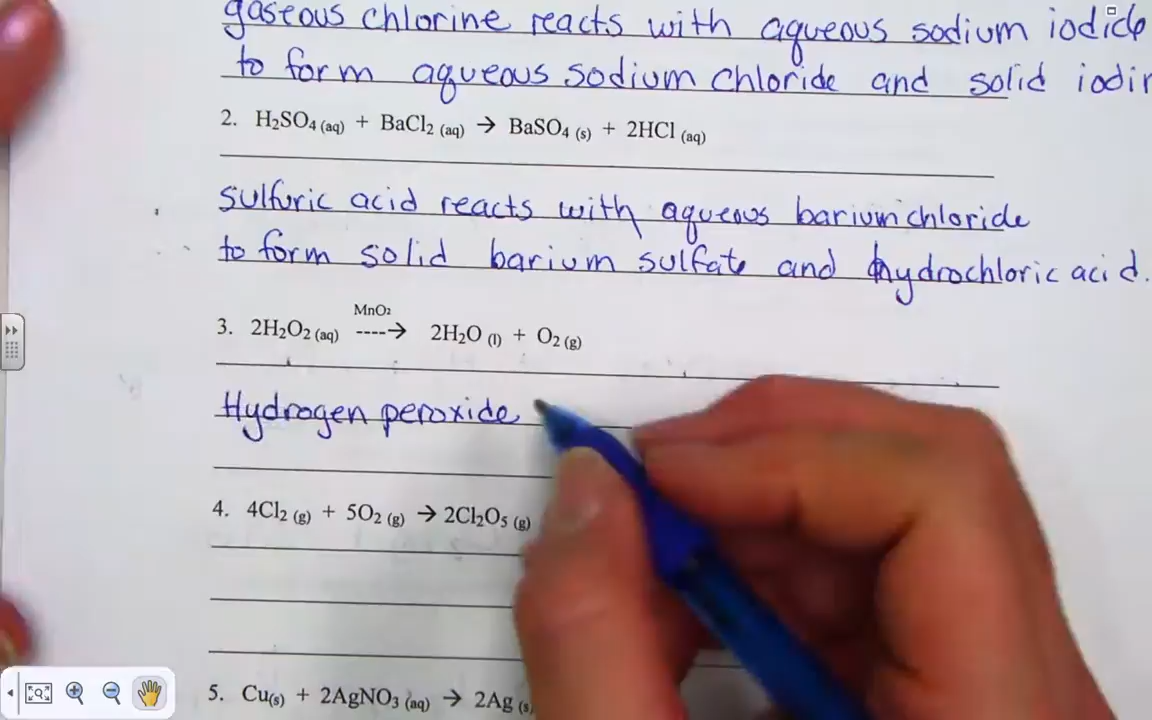 gaseous chlorine reacts with aqueous sodium iodide
to form aqueous sodium chloride and solid
2. H₂SO₄ (aq) + BaCl₂ (aq) → BaSO₄ (s) + 2HCl (aq)
sulfuric acid reacts with aqueous barium chloride
to form solid barium sulfate and hydrochloric acid.
MnO₂
3. 2H₂O₂ (aq) ----→ 2H₂O (l) + O₂ (g)
Hydrogen peroxide
4. 4Cl₂ (g) + 5O₂ (g) → 2Cl₂O₅ (g)
5. Cu(s) + 2AgNO₃ (aq) → 2Ag (s)